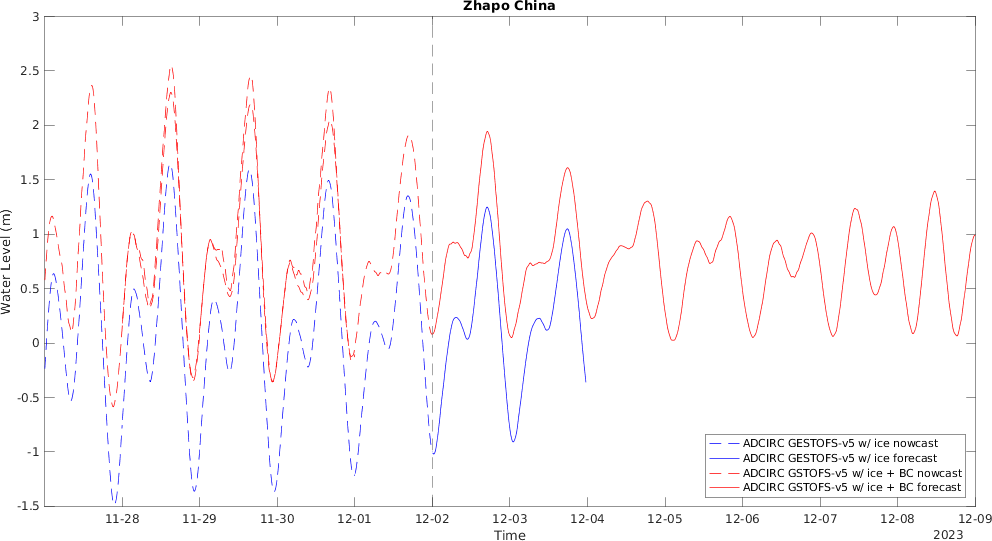 Zhapo China
Water Level (m)
3
2.5
2
1.5
1
0.5
0
-0.5
-1
-1.5
11-28 11-29 11-30 12-01 12-02 12-03 12-04 12-05 12-06 12-07 12-08 12-09
Time
2023
ADCIRC GESTOFS-v5 w/ ice nowcast
ADCIRC GESTOFS-v5 w/ ice forecast
ADCIRC GSTOFS-v5 w/ ice + BC nowcast
ADCIRC GSTOFS-v5 w/ ice + BC forecast